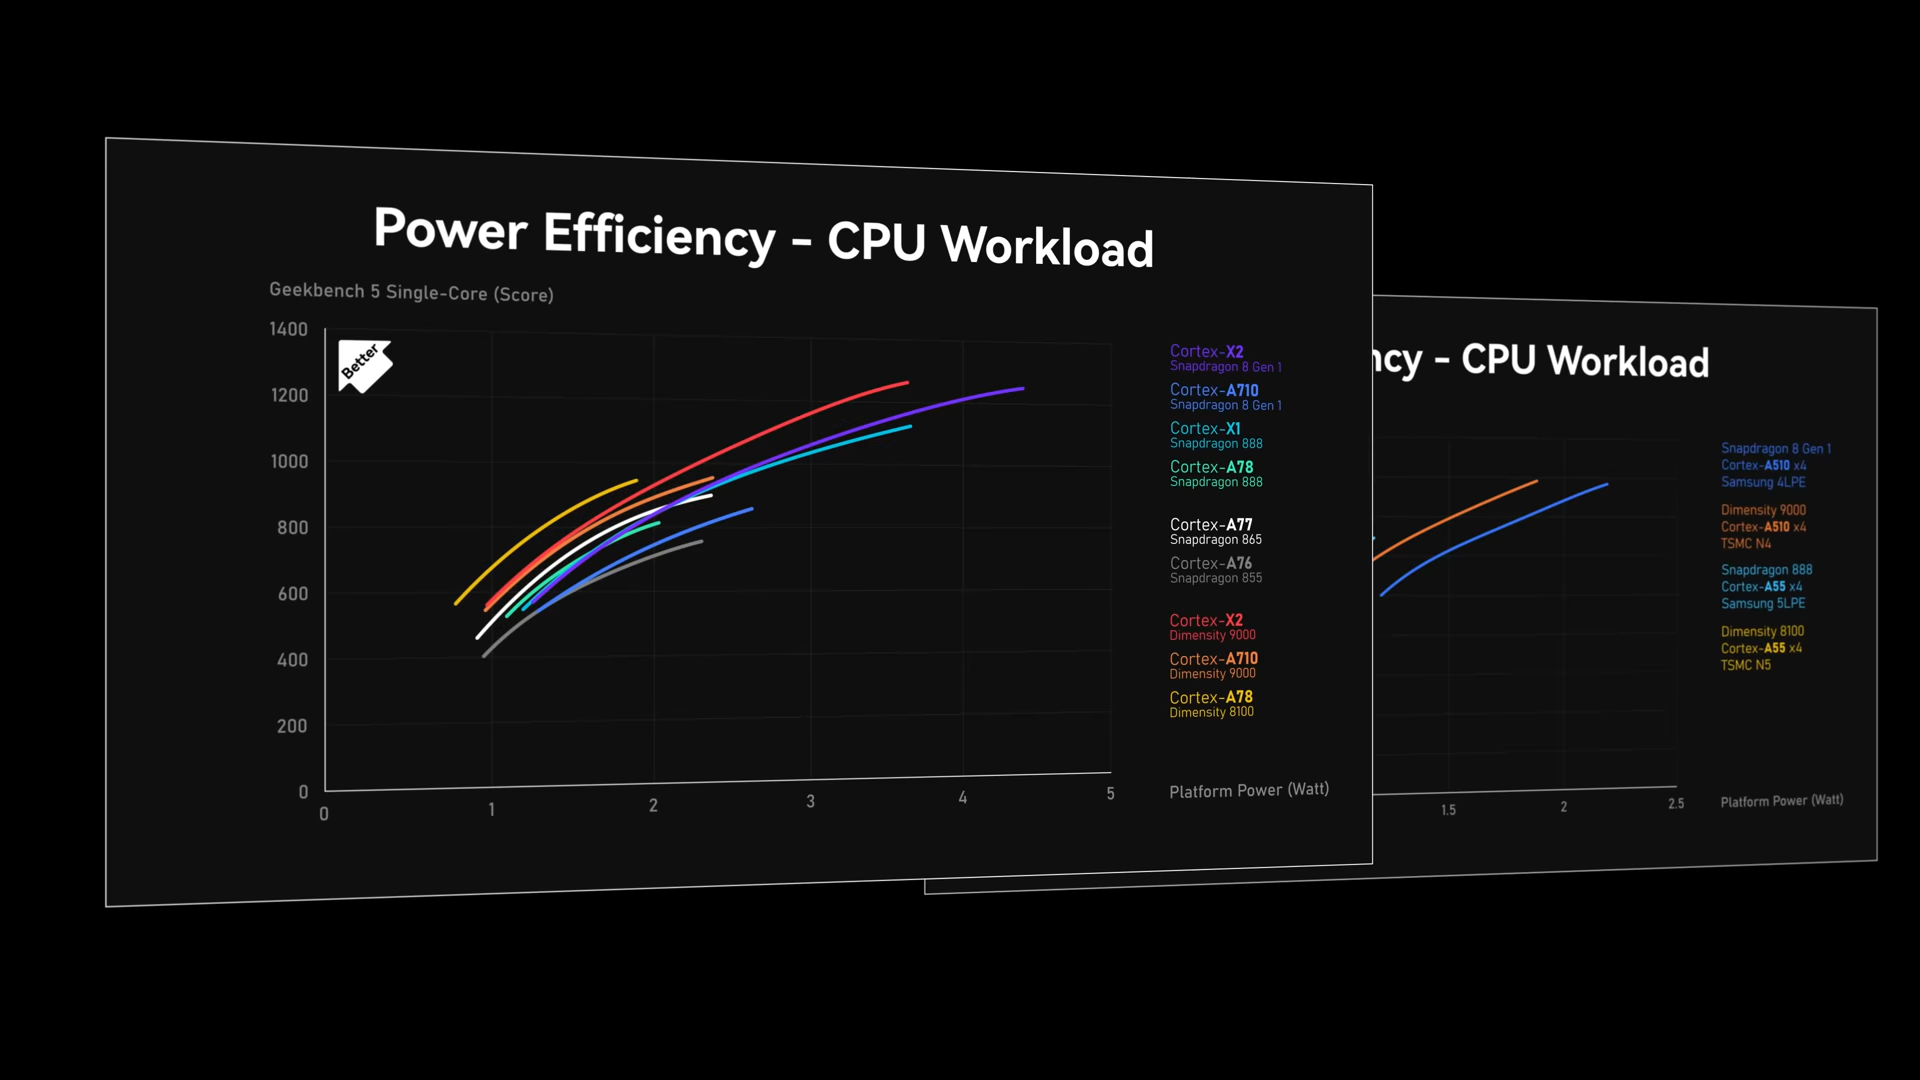 Power Efficiency - CPU Workload
Geekbench 5 Single-Core (Score)
1400
1200
1000
800
600
400
200
0
Better
0
1
2
3
4
5
Platform Power (Watt)
Cortex-X2
Snapdragon 8 Gen 1
Cortex-A710
Snapdragon 8 Gen 1
Cortex-X1
Snapdragon 888
Cortex-A78
Snapdragon 888
Cortex-A77
Snapdragon 865
Cortex-A76
Snapdragon 855
Cortex-X2
Dimensity 9000
Cortex-A710
Dimensity 9000
Cortex-A78
Dimensity 8100
ncy - CPU Workload
Snapdragon 8 Gen 1
Cortex-A510 x4
Samsung 4LPE
Dimensity 9000
Cortex-A510 x4
TSMC N4
Snapdragon 888
Cortex-A55 x4
Samsung 5LPE
Dimensity 8100
Cortex-A55 x4
TSMC N5
1.5
2
2.5
Platform Power (Watt)